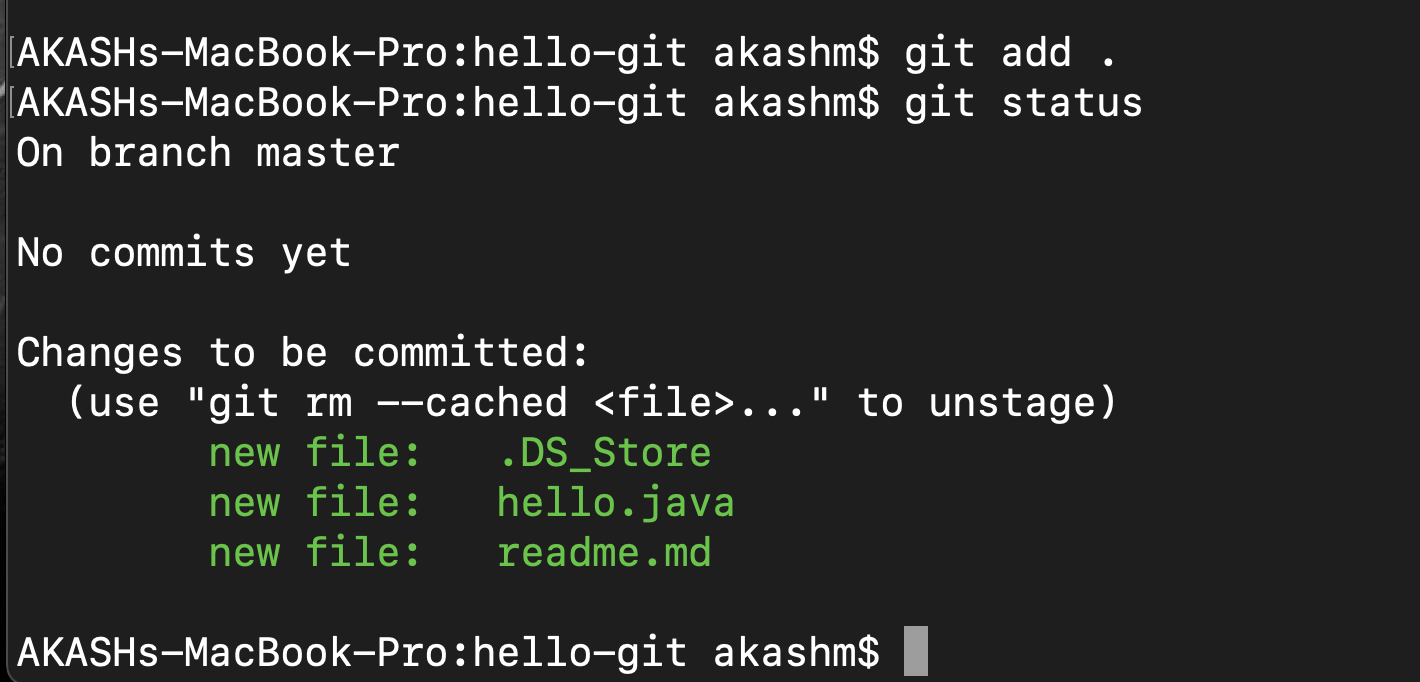 [AKASHs-MacBook-Pro:hello-git akashm$ git add .
[AKASHs-MacBook-Pro:hello-git akashm$ git status
On branch master
No commits yet
Changes to be committed:
(use "git rm --cached <file>..." to unstage)
new file: .DS_Store
new file: hello.java
new file: readme.md
AKASHs-MacBook-Pro:hello-git akashm$